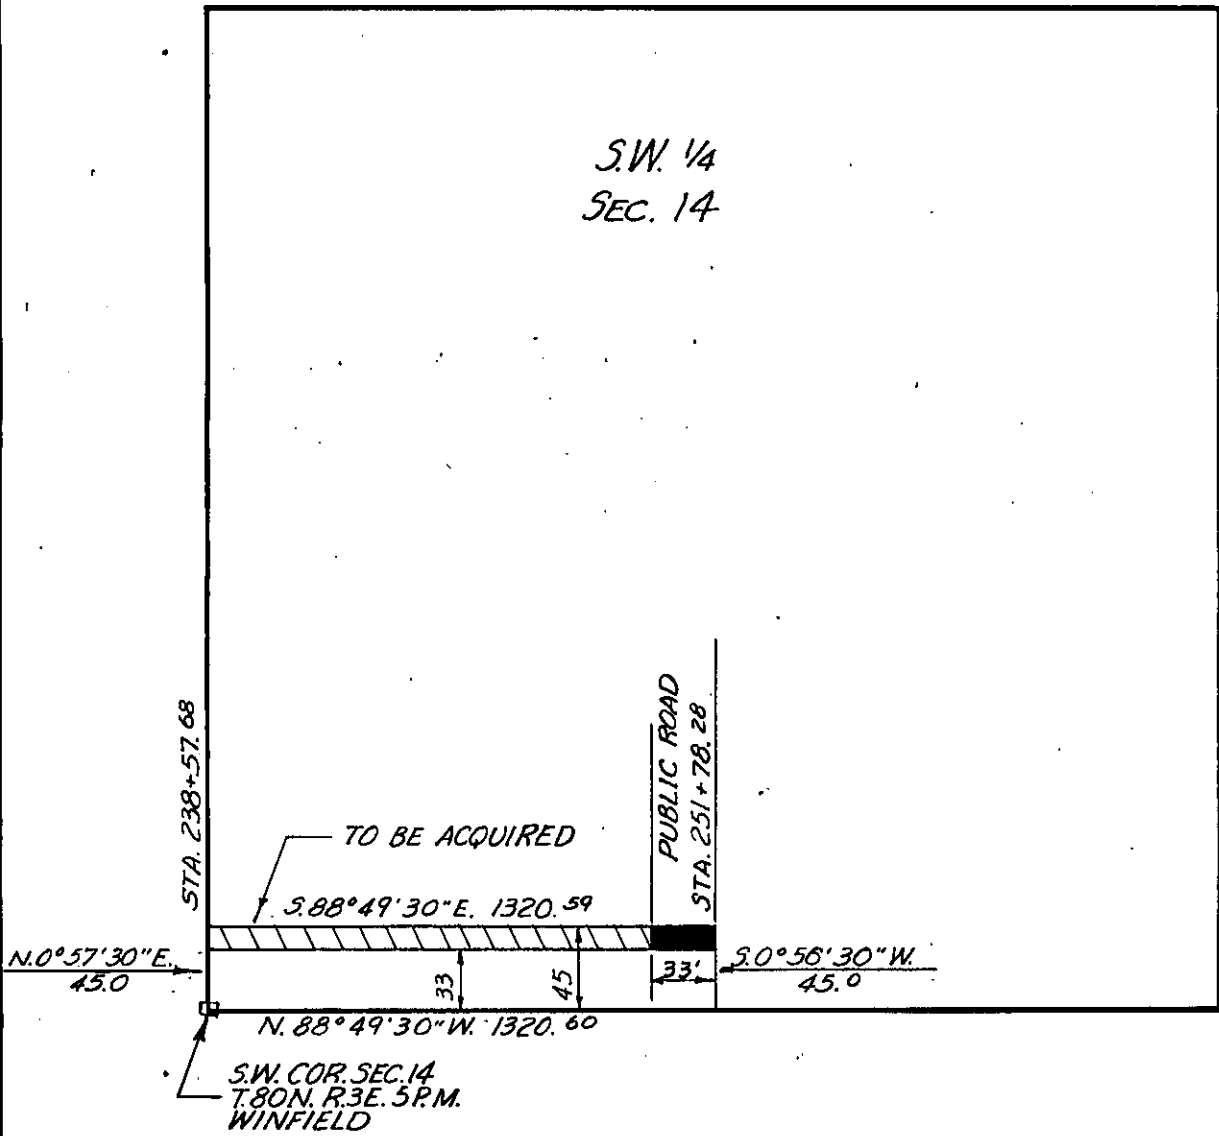 S.W. 1/4
SEC. 14
STA. 238+57.68
PUBLIC ROAD
STA. 251+78.28
TO BE ACQUIRED
S.88°49'30"E. 1320.59
N.0°57'30"E.
45.0
33
45
33'
S.0°56'30"W.
45.0
N.88°49'30"W. 1320.60
S.W. COR. SEC. 14
T.80N. R.3E. 5P.M.
WINFIELD